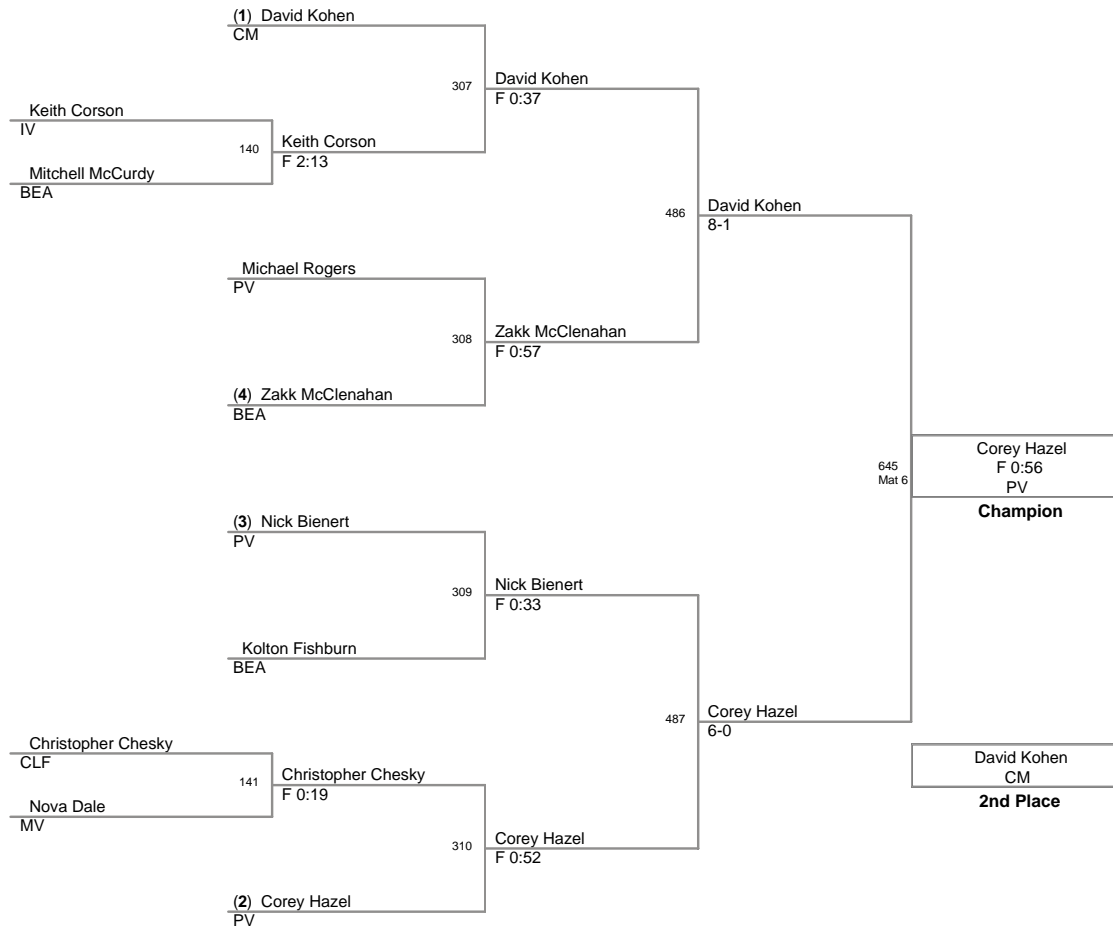 (1) David Kohen
CM
307
David Kohen
F 0:37
Keith Corson
IV
140
Keith Corson
F 2:13
Mitchell McCurdy
BEA
486
David Kohen
8-1
Michael Rogers
PV
308
Zakk McClenahan
F 0:57
(4) Zakk McClenahan
BEA
645
Mat 6
Corey Hazel
F 0:56
PV
Champion
(3) Nick Bienert
PV
309
Nick Bienert
F 0:33
Kolton Fishburn
BEA
487
Corey Hazel
6-0
Christopher Chesky
CLF
141
Christopher Chesky
F 0:19
Nova Dale
MV
310
Corey Hazel
F 0:52
(2) Corey Hazel
PV
David Kohen
CM
2nd Place